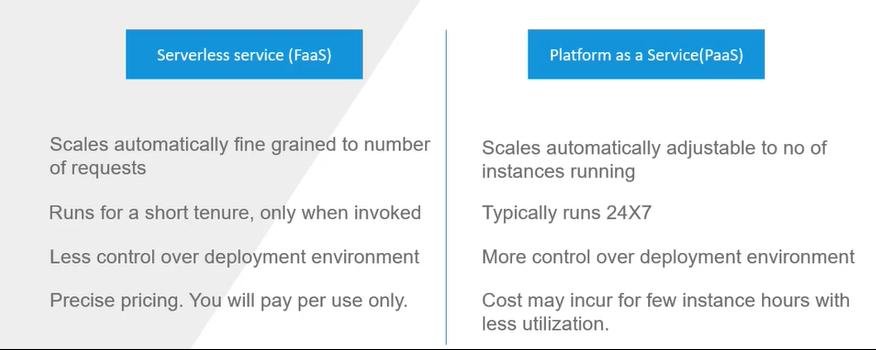 Serverless service (FaaS)
Scales automatically fine grained to number
of requests
Runs for a short tenure, only when invoked
Less control over deployment environment
Precise pricing. You will pay per use only.
Platform as a Service(PaaS)
Scales automatically adjustable to no of
instances running
Typically runs 24X7
More control over deployment environment
Cost may incur for few instance hours with
less utilization.